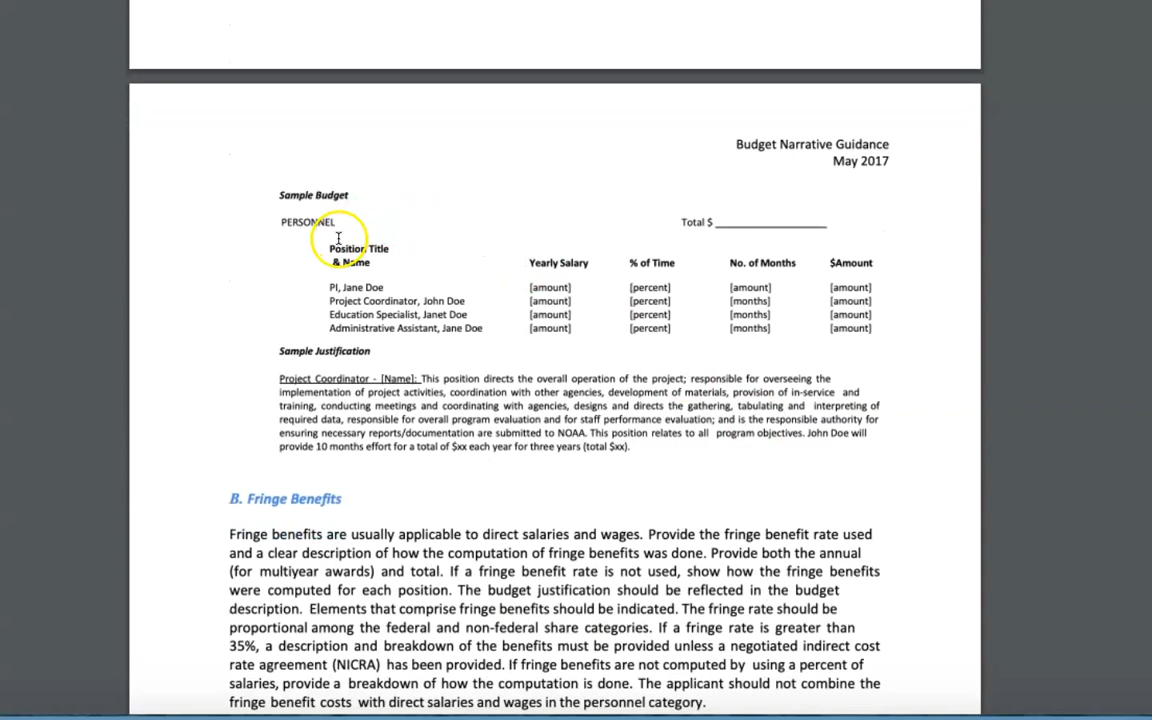 Budget Narrative Guidance
May 2017
Sample Budget
PERSONNEL Total $ ________________
Position Title
& Name Yearly Salary % of Time No. of Months $Amount
PI, Jane Doe [amount] [percent] [amount] [amount]
Project Coordinator, John Doe [amount] [percent] [months] [amount]
Education Specialist, Janet Doe [amount] [percent] [months] [amount]
Administrative Assistant, Jane Doe [amount] [percent] [months] [amount]
Sample Justification
Project Coordinator - [Name]: This position directs the overall operation of the project; responsible for overseeing the
implementation of project activities, coordination with other agencies, development of materials, provision of in-service and
training, conducting meetings and coordinating with agencies, designs and directs the gathering, tabulating and interpreting of
required data, responsible for overall program evaluation and for staff performance evaluation; and is the responsible authority for
ensuring necessary reports/documentation are submitted to NOAA. This position relates to all program objectives. John Doe will
provide 10 months effort for a total of $xx each year for three years (total $xx).
B. Fringe Benefits
Fringe benefits are usually applicable to direct salaries and wages. Provide the fringe benefit rate used
and a clear description of how the computation of fringe benefits was done. Provide both the annual
(for multiyear awards) and total. If a fringe benefit rate is not used, show how the fringe benefits
were computed for each position. The budget justification should be reflected in the budget
description. Elements that comprise fringe benefits should be indicated. The fringe rate should be
proportional among the federal and non-federal share categories. If a fringe rate is greater than
35%, a description and breakdown of the benefits must be provided unless a negotiated indirect cost
rate agreement (NICRA) has been provided. If fringe benefits are not computed by using a percent of
salaries, provide a breakdown of how the computation is done. The applicant should not combine the
fringe benefit costs with direct salaries and wages in the personnel category.